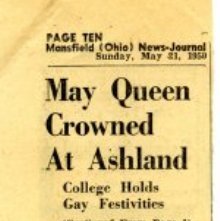 PAGE TEN
Mansfield (Ohio) News-Journal
Sunday, May 21, 1950
May Queen
Crowned
At Ashland
College Holds
Gay Festivities